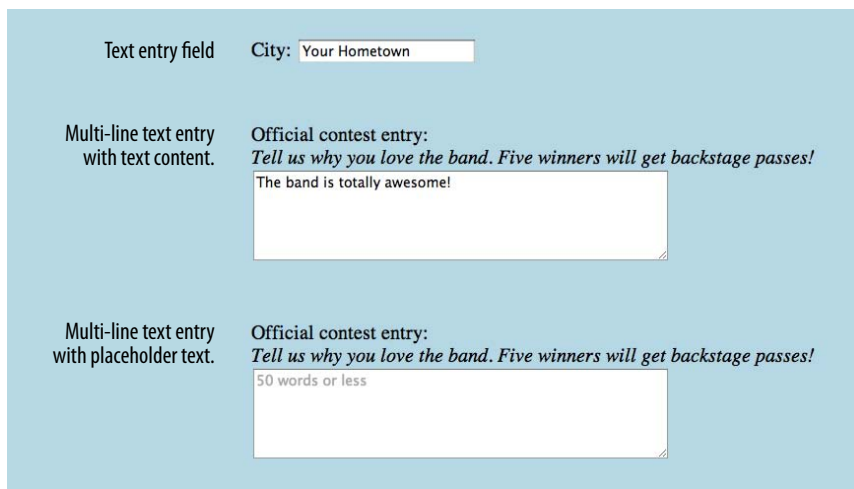 Text entry field
City: Your Hometown
Multi-line text entry
with text content.
Official contest entry:
Tell us why you love the band. Five winners will get backstage passes!
The band is totally awesome!
Multi-line text entry
with placeholder text.
Official contest entry:
Tell us why you love the band. Five winners will get backstage passes!
50 words or less